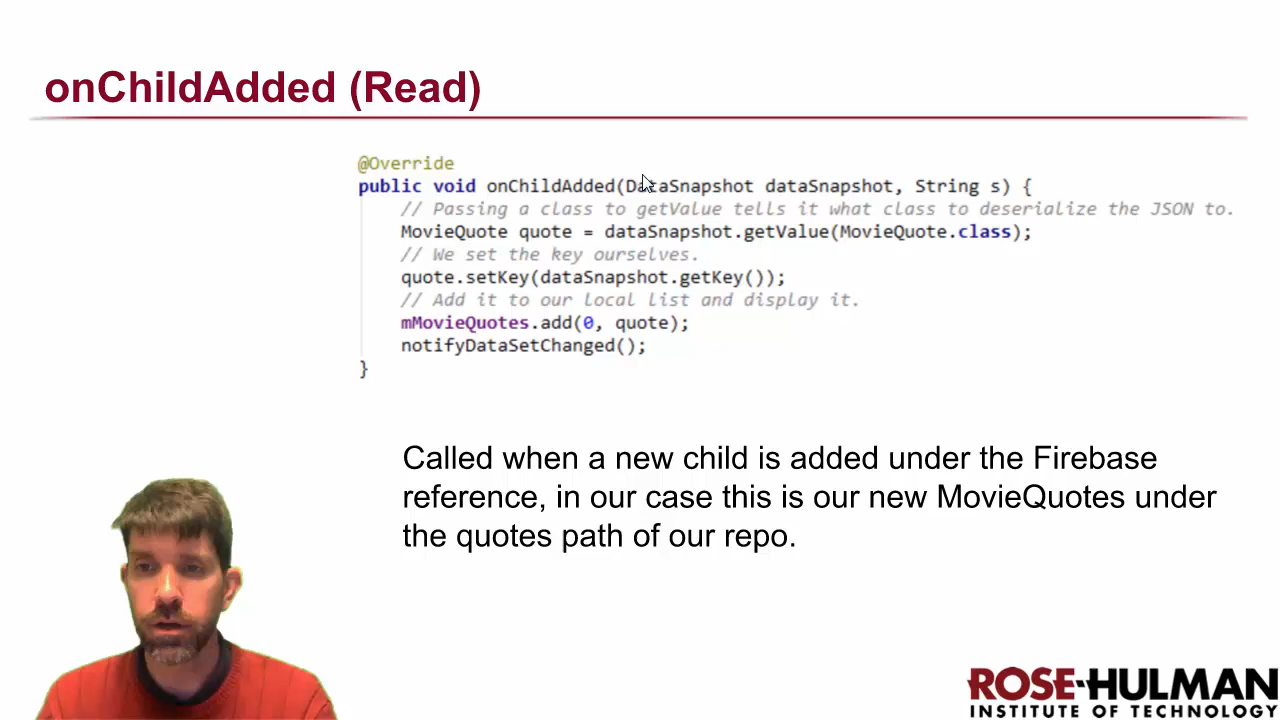 onChildAdded (Read)
@Override
public void onChildAdded(DataSnapshot dataSnapshot, String s) {
// Passing a class to getValue tells it what class to deserialize the JSON to.
MovieQuote quote = dataSnapshot.getValue(MovieQuote.class);
// We set the key ourselves.
quote.setKey(dataSnapshot.getKey());
// Add it to our local list and display it.
mMovieQuotes.add(0, quote);
notifyDataSetChanged();
}
Called when a new child is added under the Firebase
reference, in our case this is our new MovieQuotes under
the quotes path of our repo.
ROSE-HULMAN
INSTITUTE OF TECHNOLOGY